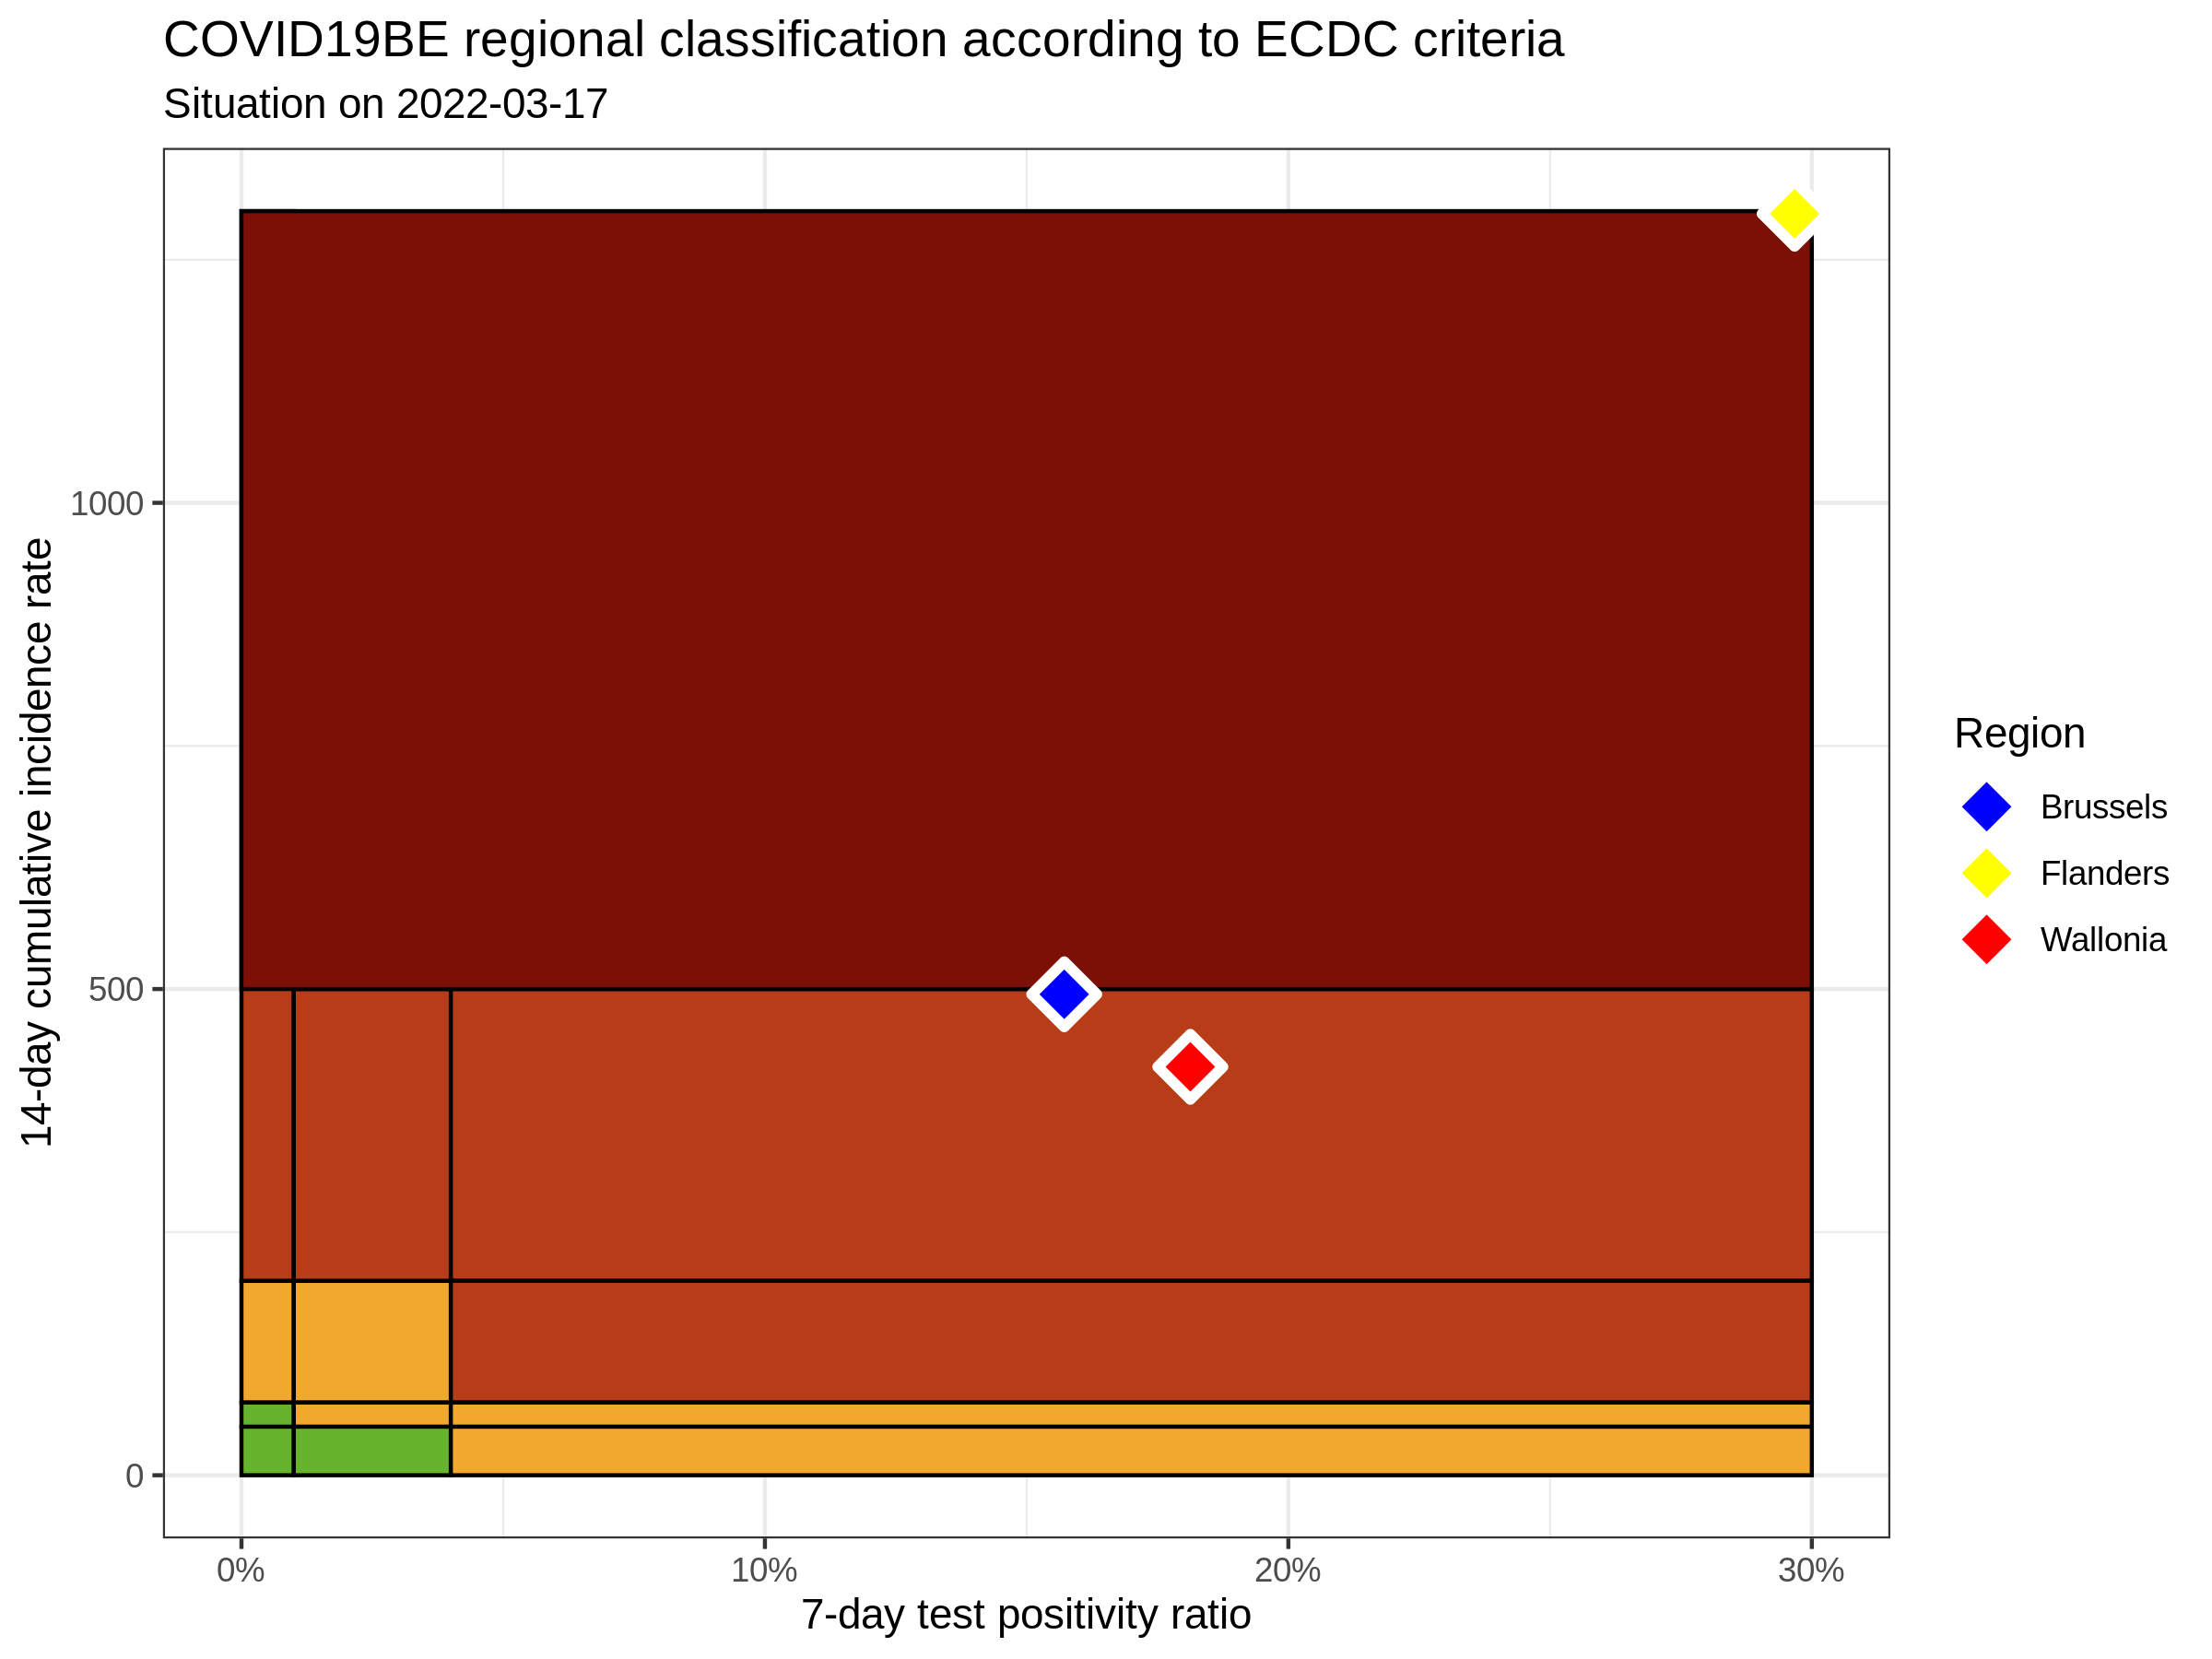 COVID19BE regional classification according to ECDC criteria
Situation on 2022-03-17
14-day cumulative incidence rate
1000
500
0
0%
10%
20%
30%
7-day test positivity ratio
Region
Brussels
Flanders
Wallonia